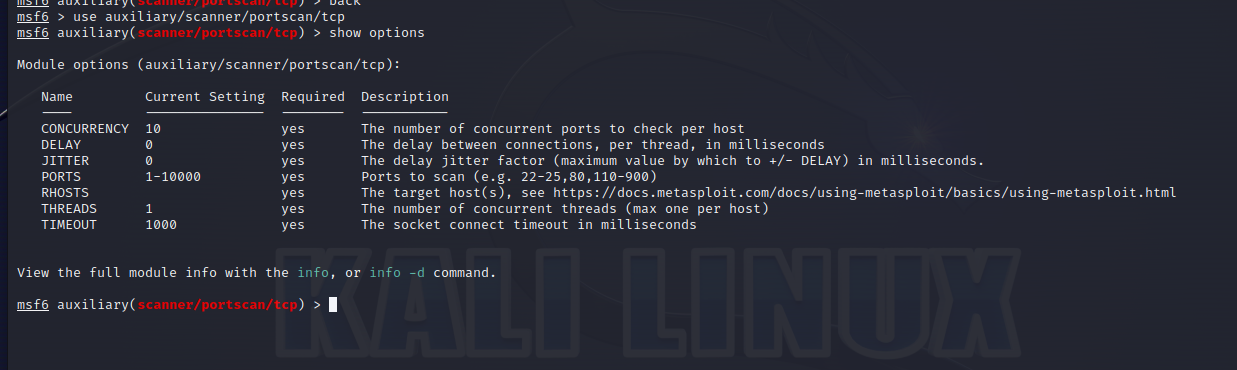 msf6 auxiliary(scanner/portscan/tcp) > back
msf6 > use auxiliary/scanner/portscan/tcp
msf6 auxiliary(scanner/portscan/tcp) > show options
Module options (auxiliary/scanner/portscan/tcp):
Name Current Setting Required Description
CONCURRENCY 10 yes The number of concurrent ports to check per host
DELAY 0 yes The delay between connections, per thread, in milliseconds
JITTER 0 yes The delay jitter factor (maximum value by which to +/- DELAY) in milliseconds.
PORTS 1-10000 yes Ports to scan (e.g. 22-25,80,110-900)
RHOSTS yes The target host(s), see https://docs.metasploit.com/docs/using-metasploit/basics/using-metasploit.html
THREADS 1 yes The number of concurrent threads (max one per host)
TIMEOUT 1000 yes The socket connect timeout in milliseconds
View the full module info with the info, or info -d command.
msf6 auxiliary(scanner/portscan/tcp) >
KALI LINUX